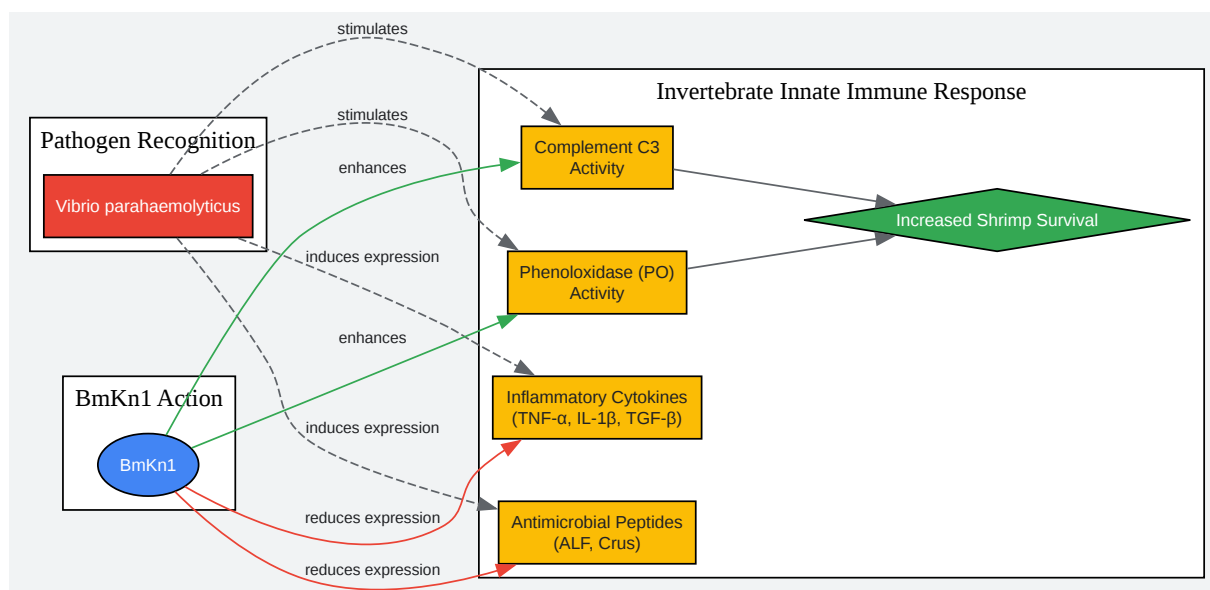 stimulates
Invertebrate Innate Immune Response
stimulates
Pathogen Recognition
Complement C3
Activity
enhances
Vibrio parahaemolyticus
Increased Shrimp Survival
induces expression
Phenoloxidase (PO)
Activity
enhances
BmKn1 Action
Inflammatory Cytokines
(TNF-α, IL-1β, TGF-β)
induces expression
BmKn1
reduces expression
Antimicrobial Peptides
(ALF, Crus)
reduces expression